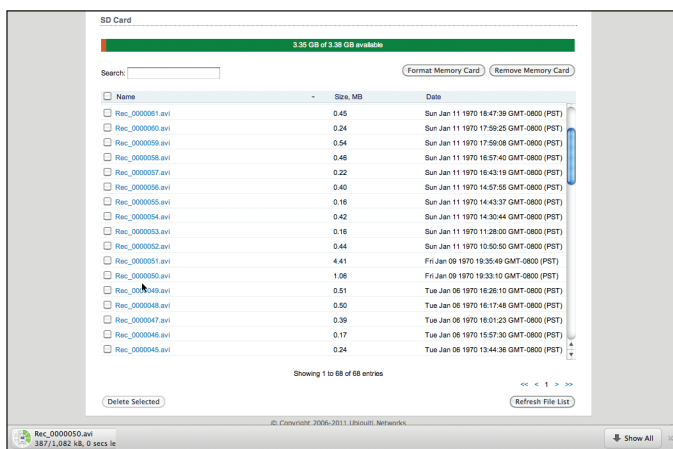 SD Card
3.35 GB of 3.38 GB available
Search: Format Memory Card Remove Memory Card
Name Size, MB Date
Rec_0000061.avi 0.45 Sun Jan 11 1970 18:47:39 GMT-0800 (PST)
Rec_0000060.avi 0.24 Sun Jan 11 1970 17:59:25 GMT-0800 (PST)
Rec_0000059.avi 0.54 Sun Jan 11 1970 17:59:08 GMT-0800 (PST)
Rec_0000058.avi 0.46 Sun Jan 11 1970 16:57:40 GMT-0800 (PST)
Rec_0000057.avi 0.22 Sun Jan 11 1970 16:43:19 GMT-0800 (PST)
Rec_0000056.avi 0.40 Sun Jan 11 1970 14:57:55 GMT-0800 (PST)
Rec_0000055.avi 0.16 Sun Jan 11 1970 14:43:37 GMT-0800 (PST)
Rec_0000054.avi 0.42 Sun Jan 11 1970 14:30:44 GMT-0800 (PST)
Rec_0000053.avi 0.16 Sun Jan 11 1970 11:28:00 GMT-0800 (PST)
Rec_0000052.avi 0.44 Sun Jan 11 1970 10:50:50 GMT-0800 (PST)
Rec_0000051.avi 4.41 Fri Jan 09 1970 19:35:49 GMT-0800 (PST)
Rec_0000050.avi 1.06 Fri Jan 09 1970 19:33:10 GMT-0800 (PST)
Rec_0000049.avi 0.51 Tue Jan 06 1970 16:26:10 GMT-0800 (PST)
Rec_0000048.avi 0.50 Tue Jan 06 1970 16:17:48 GMT-0800 (PST)
Rec_0000047.avi 0.39 Tue Jan 06 1970 16:01:23 GMT-0800 (PST)
Rec_0000046.avi 0.17 Tue Jan 06 1970 15:57:30 GMT-0800 (PST)
Rec_0000045.avi 0.24 Tue Jan 06 1970 13:44:36 GMT-0800 (PST)
Showing 1 to 68 of 68 entries
<< < 1 > >>
Delete Selected Refresh File List
© Copyright 2006-2011 Ubiquiti Networks
Rec_0000050.avi
387/1,082 kB, 0 secs le
Show All